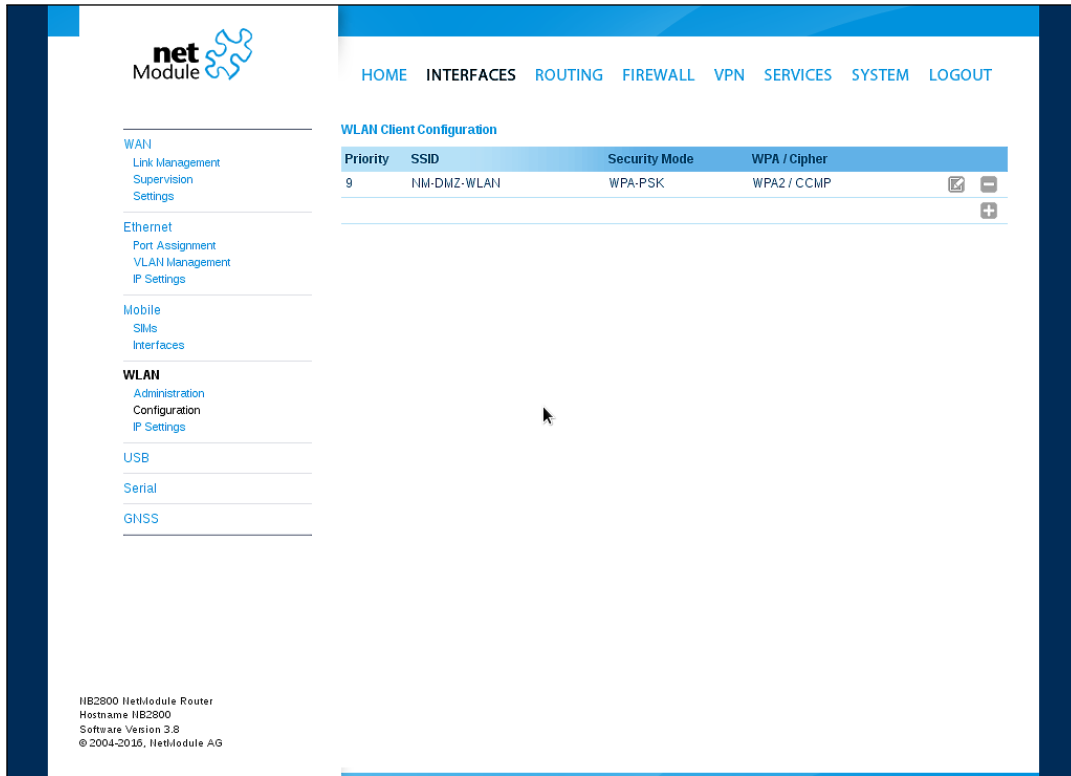 net
Module
HOME INTERFACES ROUTING FIREWALL VPN SERVICES SYSTEM LOGOUT
WAN
Link Management
Supervision
Settings
Ethernet
Port Assignment
VLAN Management
IP Settings
Mobile
SIMs
Interfaces
WLAN
Administration
Configuration
IP Settings
USB
Serial
GNSS
WLAN Client Configuration
Priority SSID Security Mode WPA / Cipher
9 NM-DMZ-WLAN WPA-PSK WPA2 / CCMP
NB2800 NetModule Router
Hostname NB2800
Software Version 3.8
© 2004-2016, NetModule AG